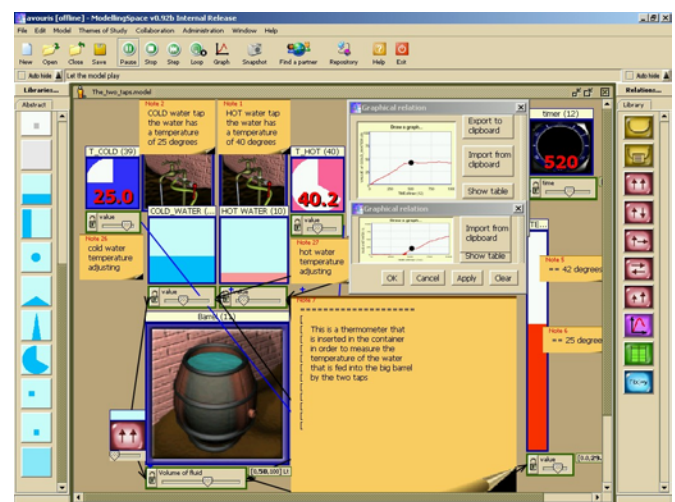 avouris [offline] - ModellingSpace v0.92b Internal Release
File Edit Model Themes of Study Collaboration Administration Window Help
New Open Close Save Pause Stop Step Loop Graph Snapshot Find a partner Repository Help Exit
Auto hide Let the model play Auto hide
Libraries...
Abstract
The_two_taps.model
Relations...
Library
Note 2
COLD water tap
the water has
a temperature
of 25 degrees
Note 1
HOT water tap
the water has
a temperature
of 40 degrees
T_COLD (39)
25.0
value
T_HOT (40)
40.2
value
COLD_WATER (...
HOT WATER (10)
Note 26
cold water
temperature
adjusting
Note 27
hot water
temperature
adjusting
value
value
Graphical relation
Draw a graph...
Export to
clipboard
Import from
clipboard
Show table
Graphical relation
Draw a graph...
Import from
clipboard
Show table
OK Cancel Apply Clear
timer (12)
520
time
Note 5
== 42 degrees
Note 6
== 25 degree
value
Barrel (11)
Volume of fluid
Note 7
This is a thermometer that
is inserted in the container
in order to measure the
temperature of the water
that is fed into the big barrel
by the two taps